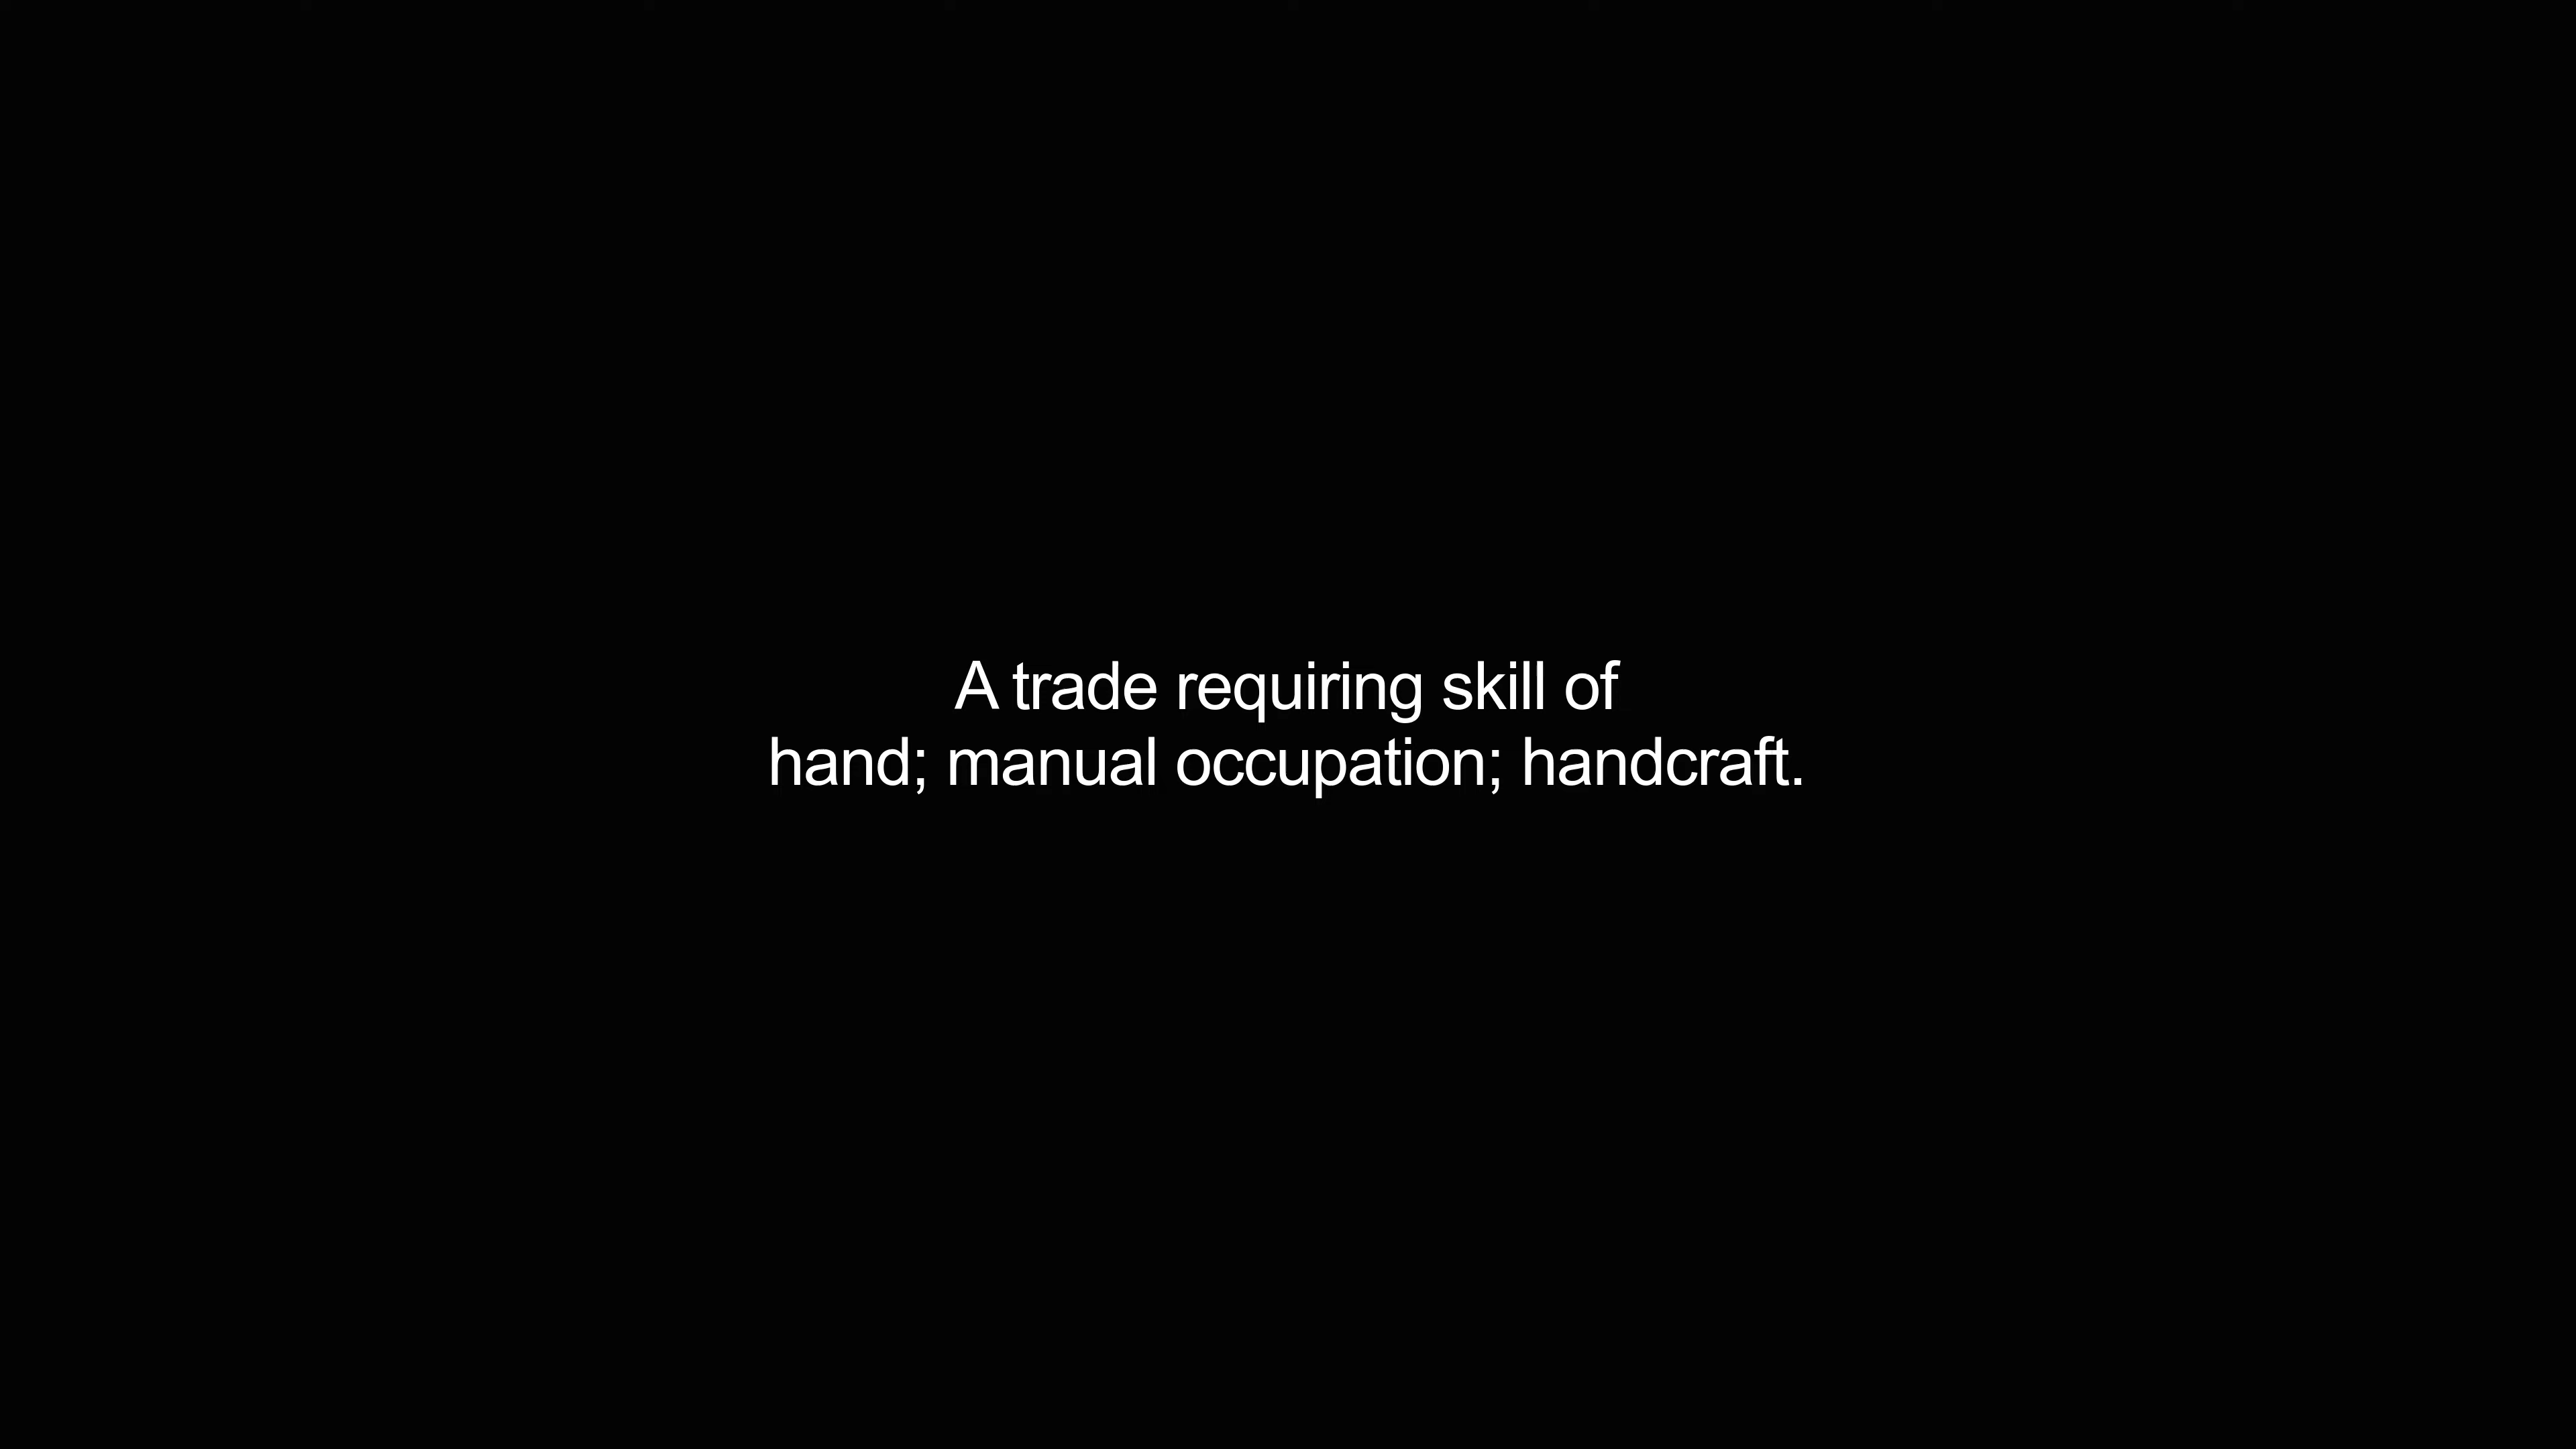 A trade requiring skill of
hand; manual occupation; handcraft.